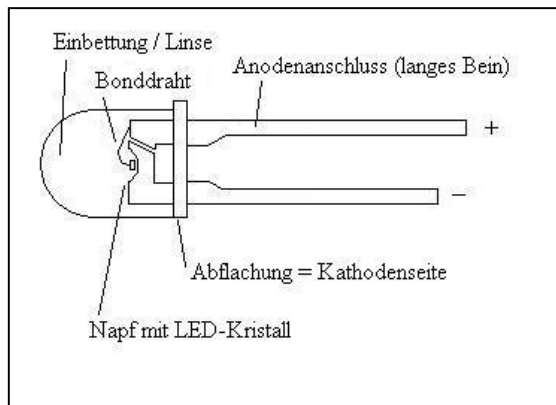 Einbettung / Linse
Anodenanschluss (langes Bein)
Bonddraht
+
−
Abflachung = Kathodenseite
Napf mit LED-Kristall